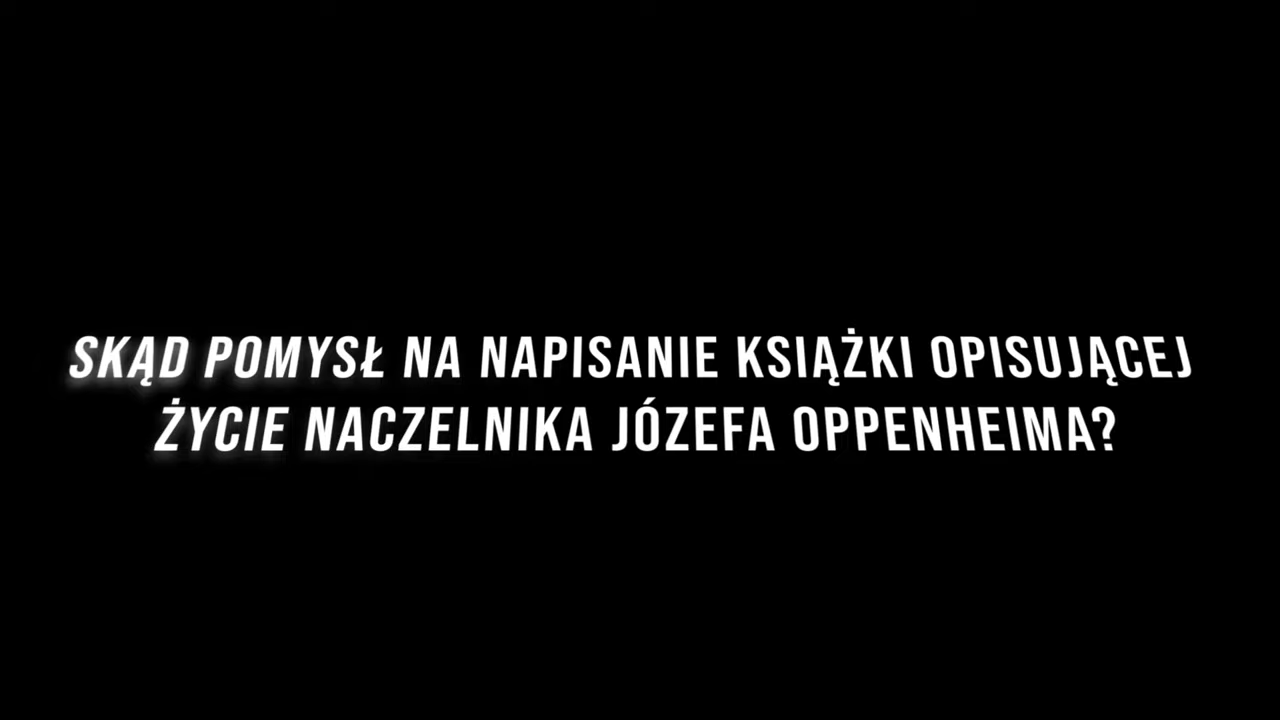 SKĄD POMYSŁ NA NAPISANIE KSIĄŻKI OPISUJĄCEJ
ŻYCIE NACZELNIKA JÓZEFA OPPENHEIMA?